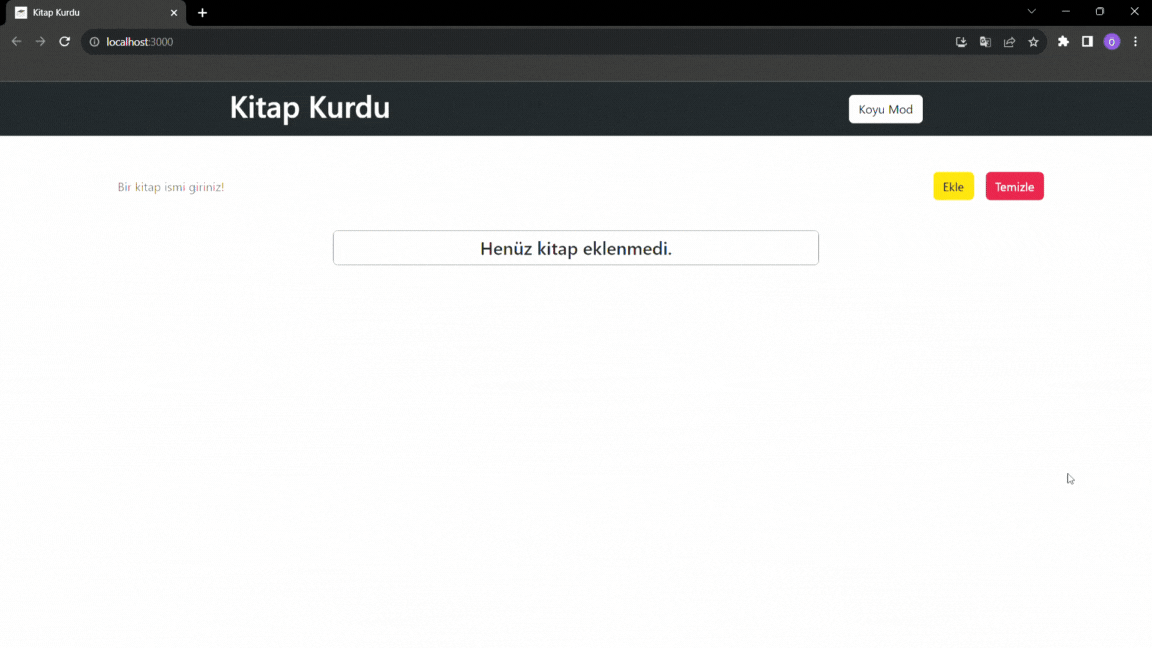 Kitap Kurdu
localhost:3000
O
Kitap Kurdu
Koyu Mod
Bir kitap ismi giriniz!
Ekle
Temizle
Henüz kitap eklenmedi.